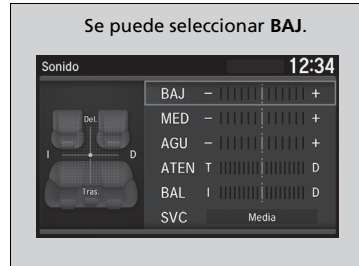 Se puede seleccionar BAJ.
Sonido 12:34
BAJ - +
MED - +
AGU - +
ATEN T D
BAL I D
SVC Media
Del.
I D
Tras.